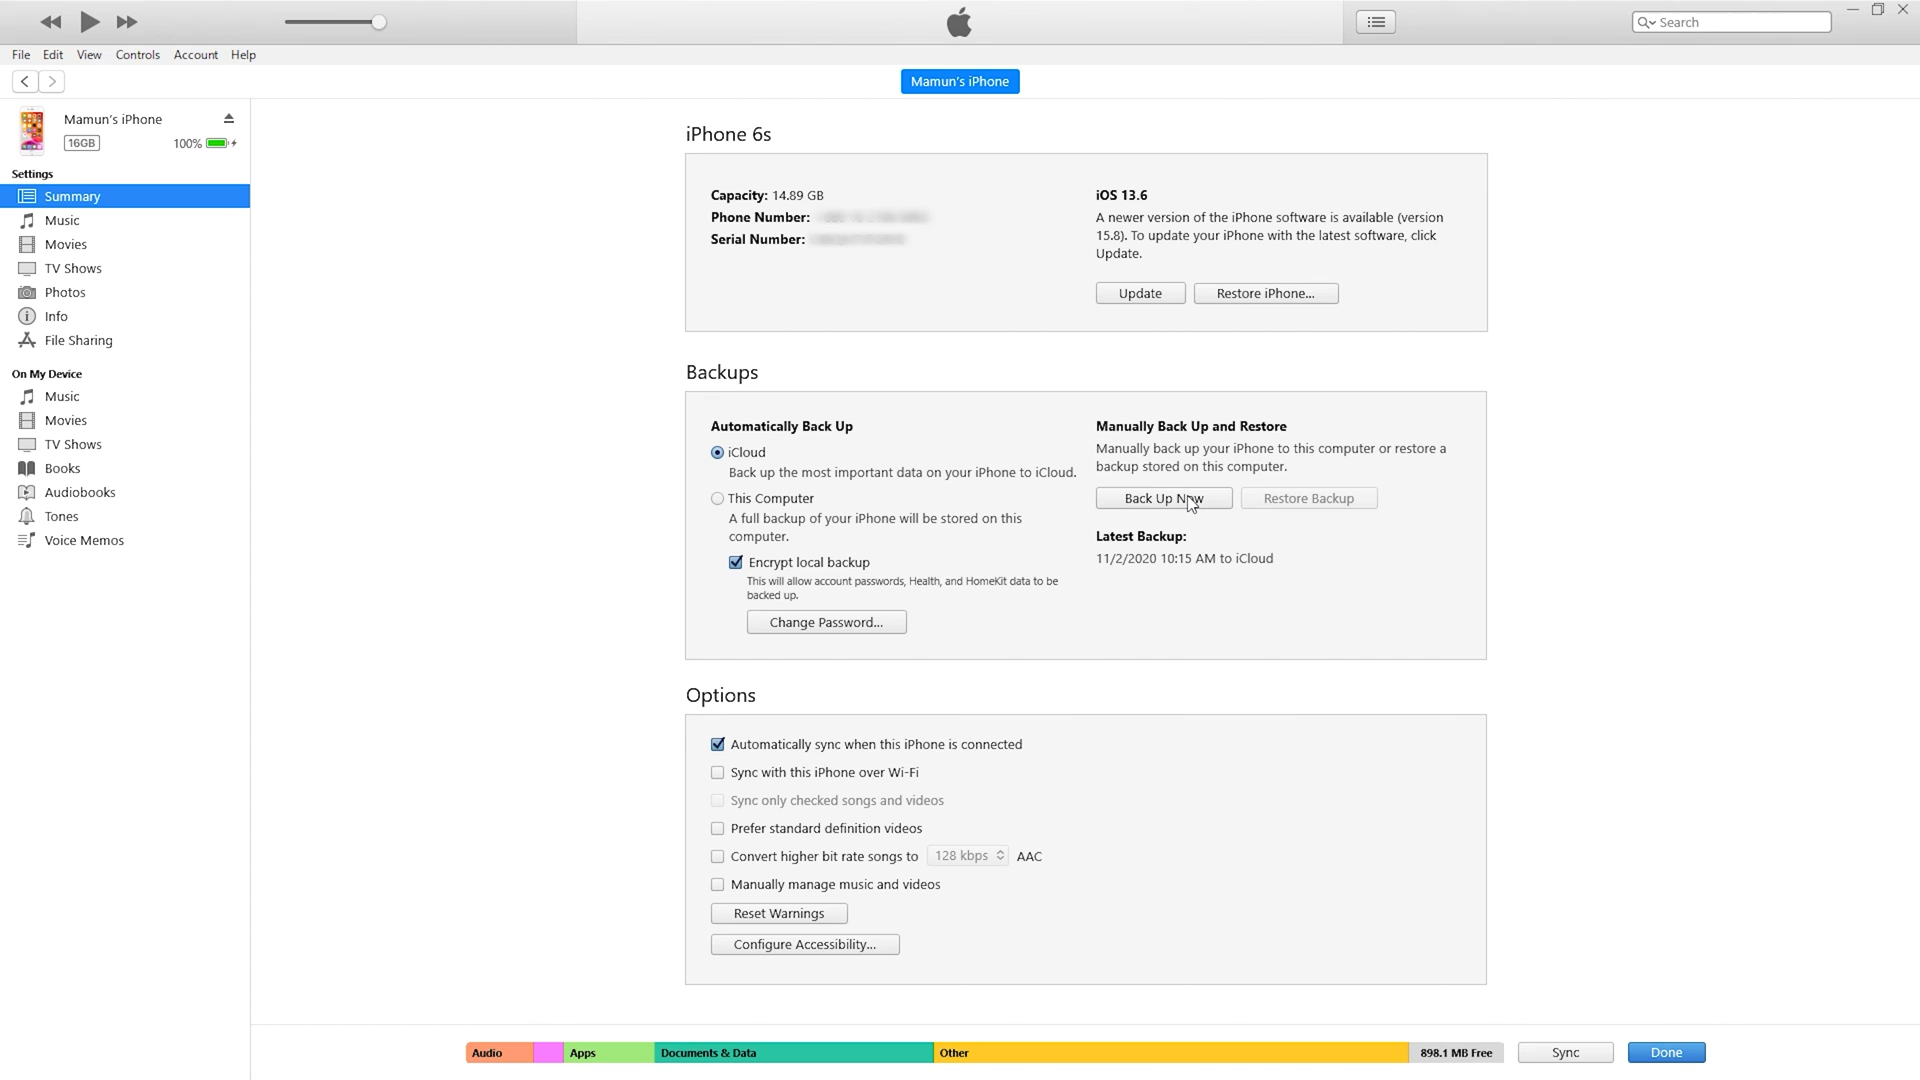 Search
File Edit View Controls Account Help
Mamun's iPhone
Mamun's iPhone
16GB 100%
Settings
Summary
Music
Movies
TV Shows
Photos
Info
File Sharing
On My Device
Music
Movies
TV Shows
Books
Audiobooks
Tones
Voice Memos
iPhone 6s
Capacity: 14.89 GB
Phone Number:
Serial Number:
iOS 13.6
A newer version of the iPhone software is available (version
15.8). To update your iPhone with the latest software, click
Update.
Update Restore iPhone...
Backups
Automatically Back Up
iCloud
Back up the most important data on your iPhone to iCloud.
This Computer
A full backup of your iPhone will be stored on this
computer.
Encrypt local backup
This will allow account passwords, Health, and HomeKit data to be
backed up.
Change Password...
Manually Back Up and Restore
Manually back up your iPhone to this computer or restore a
backup stored on this computer.
Back Up Now Restore Backup
Latest Backup:
11/2/2020 10:15 AM to iCloud
Options
Automatically sync when this iPhone is connected
Sync with this iPhone over Wi-Fi
Sync only checked songs and videos
Prefer standard definition videos
Convert higher bit rate songs to 128 kbps AAC
Manually manage music and videos
Reset Warnings
Configure Accessibility...
Audio Apps Documents & Data Other 898.1 MB Free Sync Done